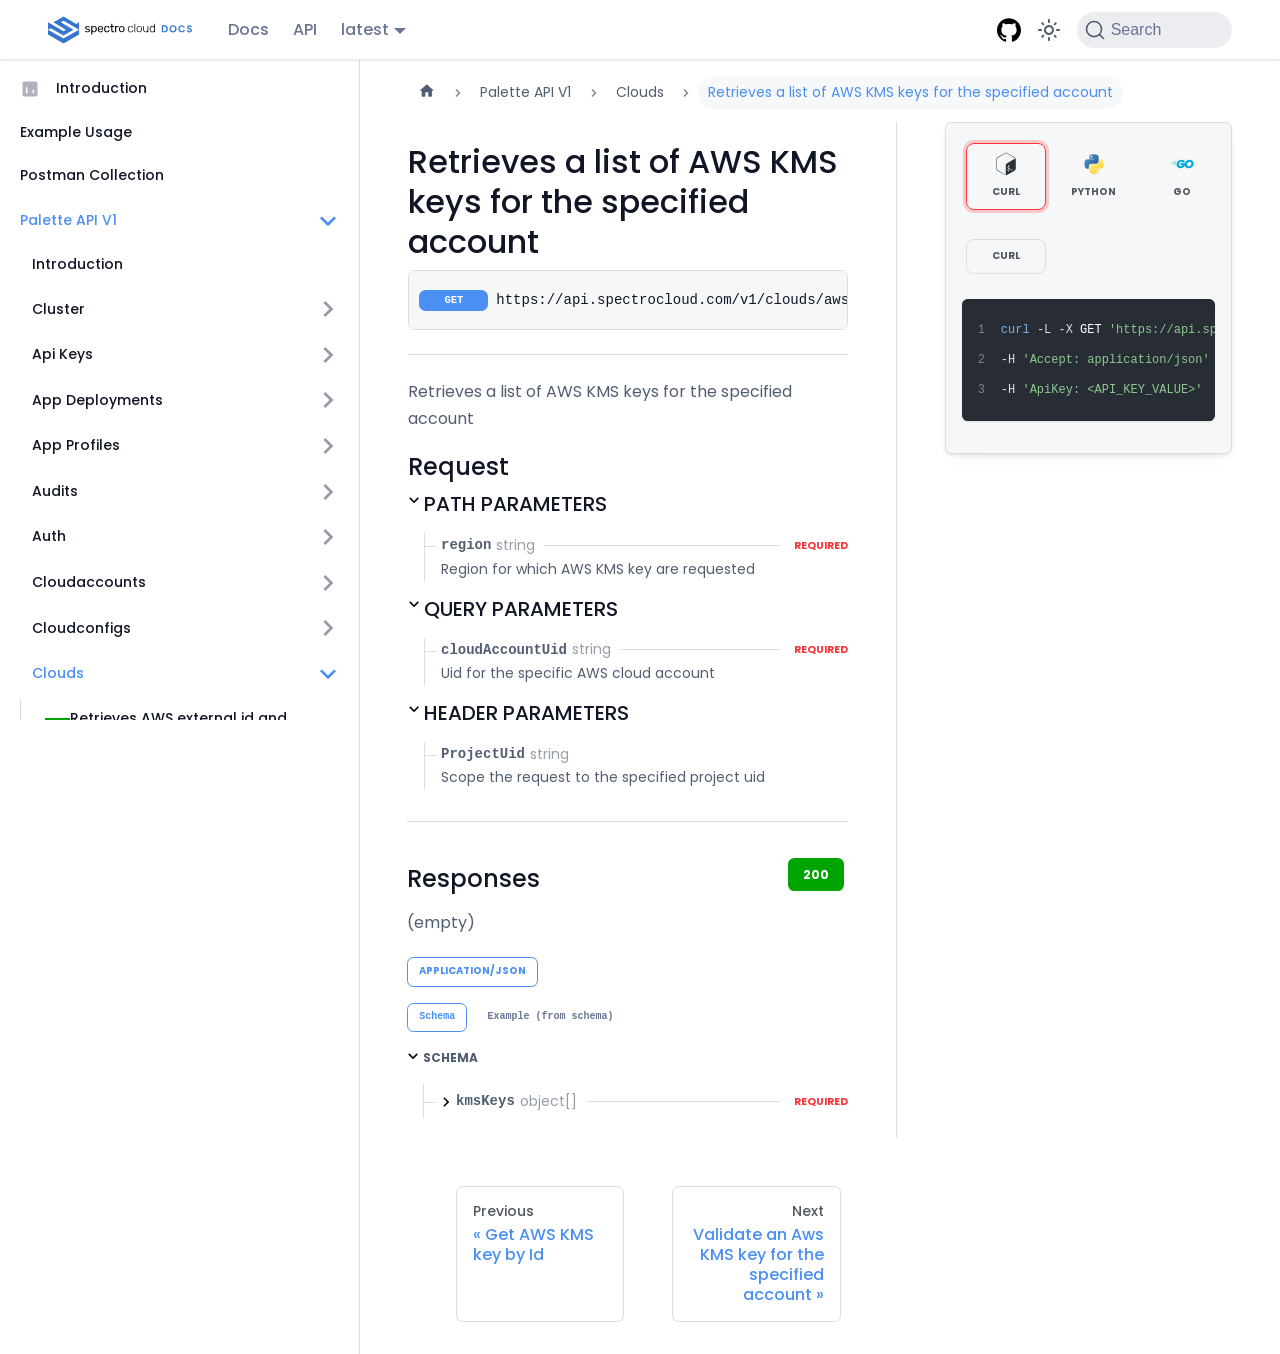 spectro cloud DOCS
Docs
API
latest
Search
Introduction
Example Usage
Postman Collection
Palette API V1
Introduction
Cluster
Api Keys
App Deployments
App Profiles
Audits
Auth
Cloudaccounts
Cloudconfigs
Clouds
Retrieves AWS external id and
Palette API V1
Clouds
Retrieves a list of AWS KMS keys for the specified account
Retrieves a list of AWS KMS
keys for the specified
account
GET https://api.spectrocloud.com/v1/clouds/aws
Retrieves a list of AWS KMS keys for the specified
account
Request
PATH PARAMETERS
region string REQUIRED
Region for which AWS KMS key are requested
QUERY PARAMETERS
cloudAccountUid string REQUIRED
Uid for the specific AWS cloud account
HEADER PARAMETERS
ProjectUid string
Scope the request to the specified project uid
Responses
200
(empty)
APPLICATION/JSON
Schema
Example (from schema)
SCHEMA
kmsKeys object[] REQUIRED
CURL
PYTHON
GO
CURL
1 curl -L -X GET 'https://api.sp
2 -H 'Accept: application/json'
3 -H 'ApiKey: <API_KEY_VALUE>'
Previous
« Get AWS KMS
key by Id
Next
Validate an Aws
KMS key for the
specified
account »